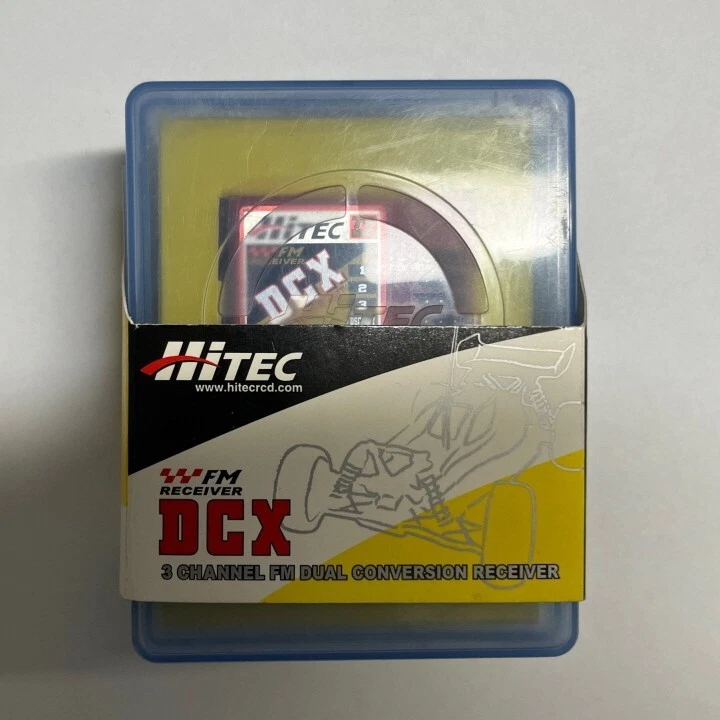 HiTEC
FM
RECEIVER
DCX
1
2
3
HiTEC
HiTEC
www.hitecrcd.com
FM
RECEIVER
DCX
3 CHANNEL FM DUAL CONVERSION RECEIVER